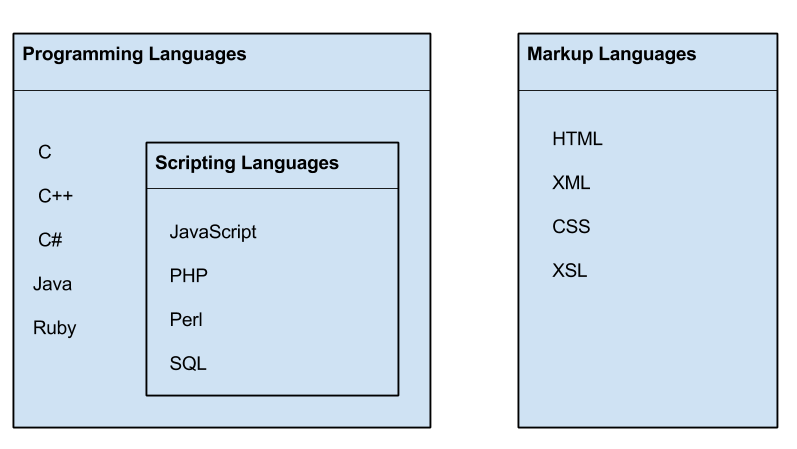 Programming Languages
C
C++
C#
Java
Ruby
Scripting Languages
JavaScript
PHP
Perl
SQL
Markup Languages
HTML
XML
CSS
XSL